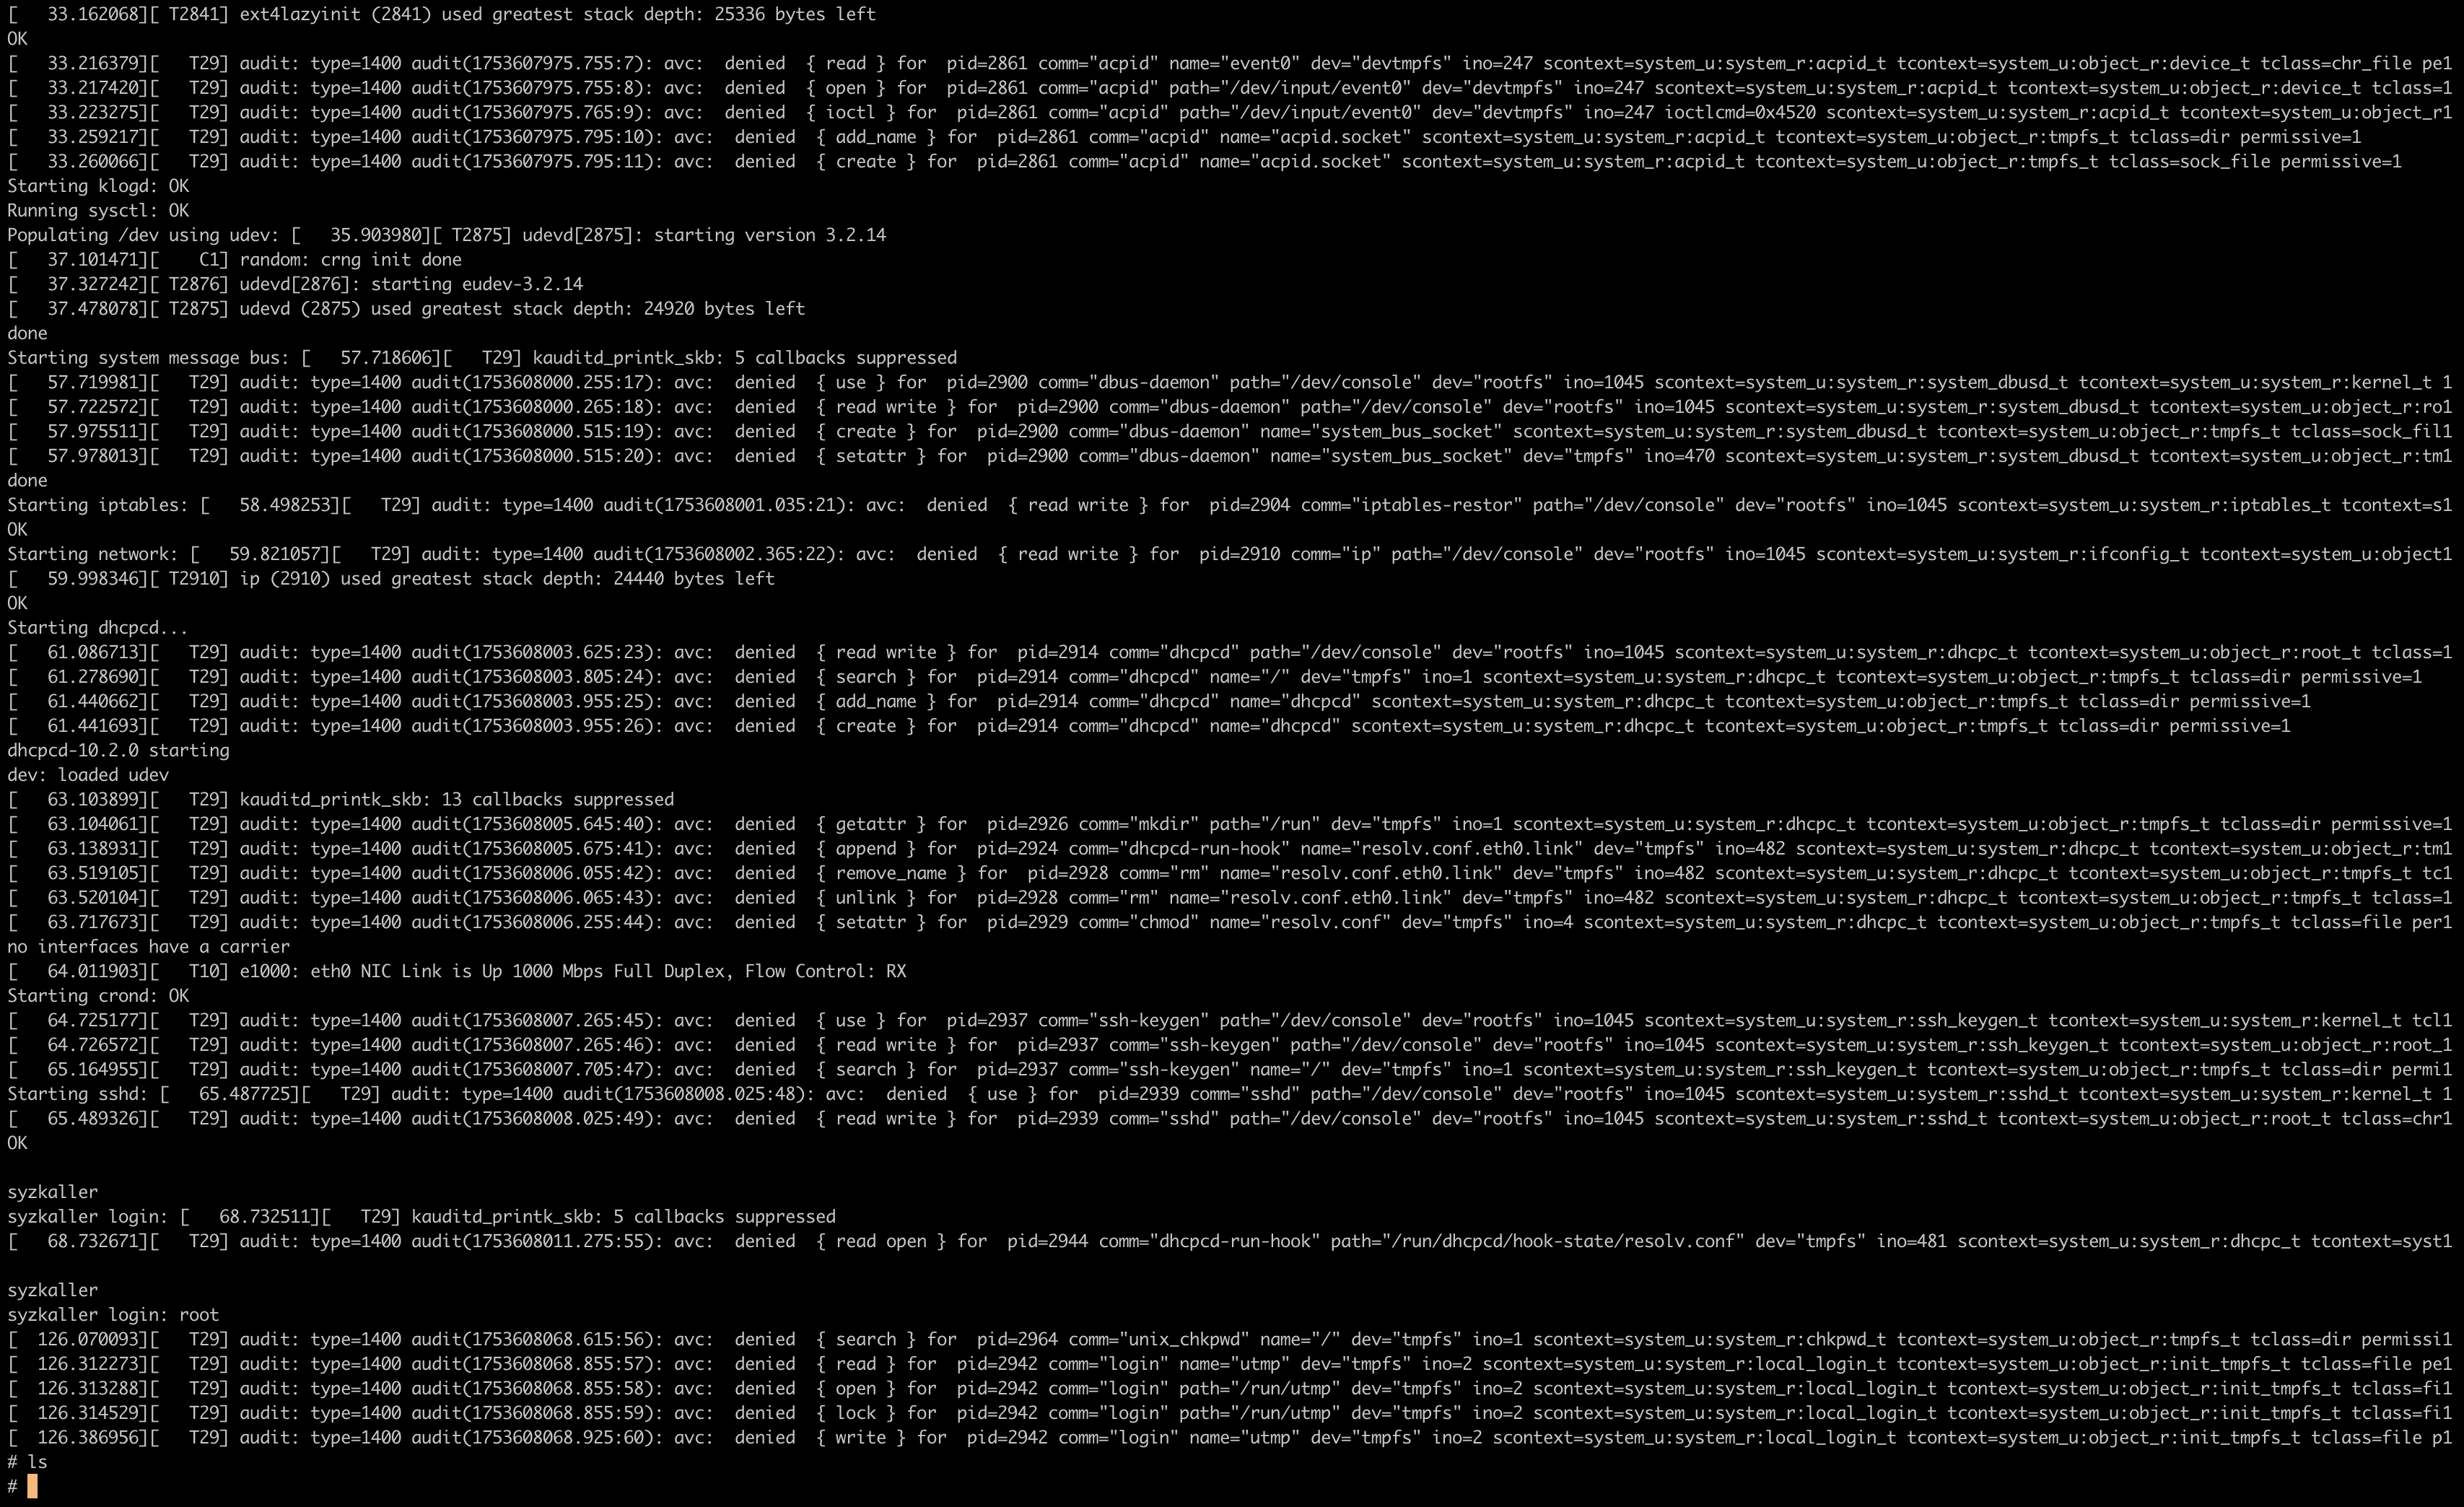 [   33.162068][ T2841] ext4lazyinit (2841) used greatest stack depth: 25336 bytes left
OK
[   33.216379][   T29] audit: type=1400 audit(1753607975.755:7): avc:  denied  { read } for  pid=2861 comm="acpid" name="event0" dev="devtmpfs" ino=247 scontext=system_u:system_r:acpid_t tcontext=system_u:object_r:device_t tclass=chr_file pe1
[   33.217420][   T29] audit: type=1400 audit(1753607975.755:8): avc:  denied  { open } for  pid=2861 comm="acpid" path="/dev/input/event0" dev="devtmpfs" ino=247 scontext=system_u:system_r:acpid_t tcontext=system_u:object_r:device_t tclass=1
[   33.223275][   T29] audit: type=1400 audit(1753607975.765:9): avc:  denied  { ioctl } for  pid=2861 comm="acpid" path="/dev/input/event0" dev="devtmpfs" ino=247 ioctlcmd=0x4520 scontext=system_u:system_r:acpid_t tcontext=system_u:object_r1
[   33.259217][   T29] audit: type=1400 audit(1753607975.795:10): avc:  denied  { add_name } for  pid=2861 comm="acpid" name="acpid.socket" scontext=system_u:system_r:acpid_t tcontext=system_u:object_r:tmpfs_t tclass=dir permissive=1
[   33.260066][   T29] audit: type=1400 audit(1753607975.795:11): avc:  denied  { create } for  pid=2861 comm="acpid" name="acpid.socket" scontext=system_u:system_r:acpid_t tcontext=system_u:object_r:tmpfs_t tclass=sock_file permissive=1
Starting klogd: OK
Running sysctl: OK
Populating /dev using udev: [   35.903980][ T2875] udevd[2875]: starting version 3.2.14
[   37.101471][    C1] random: crng init done
[   37.327242][ T2876] udevd[2876]: starting eudev-3.2.14
[   37.478078][ T2875] udevd (2875) used greatest stack depth: 24920 bytes left
done
Starting system message bus: [   57.718606][   T29] kauditd_printk_skb: 5 callbacks suppressed
[   57.719981][   T29] audit: type=1400 audit(1753608000.255:17): avc:  denied  { use } for  pid=2900 comm="dbus-daemon" path="/dev/console" dev="rootfs" ino=1045 scontext=system_u:system_r:system_dbusd_t tcontext=system_u:system_r:kernel_t 1
[   57.722572][   T29] audit: type=1400 audit(1753608000.265:18): avc:  denied  { read write } for  pid=2900 comm="dbus-daemon" path="/dev/console" dev="rootfs" ino=1045 scontext=system_u:system_r:system_dbusd_t tcontext=system_u:object_r:ro1
[   57.975511][   T29] audit: type=1400 audit(1753608000.515:19): avc:  denied  { create } for  pid=2900 comm="dbus-daemon" name="system_bus_socket" scontext=system_u:system_r:system_dbusd_t tcontext=system_u:object_r:tmpfs_t tclass=sock_fil1
[   57.978013][   T29] audit: type=1400 audit(1753608000.515:20): avc:  denied  { setattr } for  pid=2900 comm="dbus-daemon" name="system_bus_socket" dev="tmpfs" ino=470 scontext=system_u:system_r:system_dbusd_t tcontext=system_u:object_r:tm1
done
Starting iptables: [   58.498253][   T29] audit: type=1400 audit(1753608001.035:21): avc:  denied  { read write } for  pid=2904 comm="iptables-restor" path="/dev/console" dev="rootfs" ino=1045 scontext=system_u:system_r:iptables_t tcontext=s1
OK
Starting network: [   59.821057][   T29] audit: type=1400 audit(1753608002.365:22): avc:  denied  { read write } for  pid=2910 comm="ip" path="/dev/console" dev="rootfs" ino=1045 scontext=system_u:system_r:ifconfig_t tcontext=system_u:object1
[   59.998346][ T2910] ip (2910) used greatest stack depth: 24440 bytes left
OK
Starting dhcpcd...
[   61.086713][   T29] audit: type=1400 audit(1753608003.625:23): avc:  denied  { read write } for  pid=2914 comm="dhcpcd" path="/dev/console" dev="rootfs" ino=1045 scontext=system_u:system_r:dhcpc_t tcontext=system_u:object_r:root_t tclass=1
[   61.278690][   T29] audit: type=1400 audit(1753608003.805:24): avc:  denied  { search } for  pid=2914 comm="dhcpcd" name="/" dev="tmpfs" ino=1 scontext=system_u:system_r:dhcpc_t tcontext=system_u:object_r:tmpfs_t tclass=dir permissive=1
[   61.440662][   T29] audit: type=1400 audit(1753608003.955:25): avc:  denied  { add_name } for  pid=2914 comm="dhcpcd" name="dhcpcd" scontext=system_u:system_r:dhcpc_t tcontext=system_u:object_r:tmpfs_t tclass=dir permissive=1
[   61.441693][   T29] audit: type=1400 audit(1753608003.955:26): avc:  denied  { create } for  pid=2914 comm="dhcpcd" name="dhcpcd" scontext=system_u:system_r:dhcpc_t tcontext=system_u:object_r:tmpfs_t tclass=dir permissive=1
dhcpcd-10.2.0 starting
dev: loaded udev
[   63.103899][   T29] kauditd_printk_skb: 13 callbacks suppressed
[   63.104061][   T29] audit: type=1400 audit(1753608005.645:40): avc:  denied  { getattr } for  pid=2926 comm="mkdir" path="/run" dev="tmpfs" ino=1 scontext=system_u:system_r:dhcpc_t tcontext=system_u:object_r:tmpfs_t tclass=dir permissive=1
[   63.138931][   T29] audit: type=1400 audit(1753608005.675:41): avc:  denied  { append } for  pid=2924 comm="dhcpcd-run-hook" name="resolv.conf.eth0.link" dev="tmpfs" ino=482 scontext=system_u:system_r:dhcpc_t tcontext=system_u:object_r:tm1
[   63.519105][   T29] audit: type=1400 audit(1753608006.055:42): avc:  denied  { remove_name } for  pid=2928 comm="rm" name="resolv.conf.eth0.link" dev="tmpfs" ino=482 scontext=system_u:system_r:dhcpc_t tcontext=system_u:object_r:tmpfs_t tc1
[   63.520104][   T29] audit: type=1400 audit(1753608006.065:43): avc:  denied  { unlink } for  pid=2928 comm="rm" name="resolv.conf.eth0.link" dev="tmpfs" ino=482 scontext=system_u:system_r:dhcpc_t tcontext=system_u:object_r:tmpfs_t tclass=1
[   63.717673][   T29] audit: type=1400 audit(1753608006.255:44): avc:  denied  { setattr } for  pid=2929 comm="chmod" name="resolv.conf" dev="tmpfs" ino=4 scontext=system_u:system_r:dhcpc_t tcontext=system_u:object_r:tmpfs_t tclass=file per1
no interfaces have a carrier
[   64.011903][   T10] e1000: eth0 NIC Link is Up 1000 Mbps Full Duplex, Flow Control: RX
Starting crond: OK
[   64.725177][   T29] audit: type=1400 audit(1753608007.265:45): avc:  denied  { use } for  pid=2937 comm="ssh-keygen" path="/dev/console" dev="rootfs" ino=1045 scontext=system_u:system_r:ssh_keygen_t tcontext=system_u:system_r:kernel_t tcl1
[   64.726572][   T29] audit: type=1400 audit(1753608007.265:46): avc:  denied  { read write } for  pid=2937 comm="ssh-keygen" path="/dev/console" dev="rootfs" ino=1045 scontext=system_u:system_r:ssh_keygen_t tcontext=system_u:object_r:root_1
[   65.164955][   T29] audit: type=1400 audit(1753608007.705:47): avc:  denied  { search } for  pid=2937 comm="ssh-keygen" name="/" dev="tmpfs" ino=1 scontext=system_u:system_r:ssh_keygen_t tcontext=system_u:object_r:tmpfs_t tclass=dir permi1
Starting sshd: [   65.487725][   T29] audit: type=1400 audit(1753608008.025:48): avc:  denied  { use } for  pid=2939 comm="sshd" path="/dev/console" dev="rootfs" ino=1045 scontext=system_u:system_r:sshd_t tcontext=system_u:system_r:kernel_t 1
[   65.489326][   T29] audit: type=1400 audit(1753608008.025:49): avc:  denied  { read write } for  pid=2939 comm="sshd" path="/dev/console" dev="rootfs" ino=1045 scontext=system_u:system_r:sshd_t tcontext=system_u:object_r:root_t tclass=chr1
OK
syzkaller
syzkaller login: [   68.732511][   T29] kauditd_printk_skb: 5 callbacks suppressed
[   68.732671][   T29] audit: type=1400 audit(1753608011.275:55): avc:  denied  { read open } for  pid=2944 comm="dhcpcd-run-hook" path="/run/dhcpcd/hook-state/resolv.conf" dev="tmpfs" ino=481 scontext=system_u:system_r:dhcpc_t tcontext=syst1
syzkaller
syzkaller login: root
[  126.070093][   T29] audit: type=1400 audit(1753608068.615:56): avc:  denied  { search } for  pid=2964 comm="unix_chkpwd" name="/" dev="tmpfs" ino=1 scontext=system_u:system_r:chkpwd_t tcontext=system_u:object_r:tmpfs_t tclass=dir permissi1
[  126.312273][   T29] audit: type=1400 audit(1753608068.855:57): avc:  denied  { read } for  pid=2942 comm="login" name="utmp" dev="tmpfs" ino=2 scontext=system_u:system_r:local_login_t tcontext=system_u:object_r:init_tmpfs_t tclass=file pe1
[  126.313288][   T29] audit: type=1400 audit(1753608068.855:58): avc:  denied  { open } for  pid=2942 comm="login" path="/run/utmp" dev="tmpfs" ino=2 scontext=system_u:system_r:local_login_t tcontext=system_u:object_r:init_tmpfs_t tclass=fi1
[  126.314529][   T29] audit: type=1400 audit(1753608068.855:59): avc:  denied  { lock } for  pid=2942 comm="login" path="/run/utmp" dev="tmpfs" ino=2 scontext=system_u:system_r:local_login_t tcontext=system_u:object_r:init_tmpfs_t tclass=fi1
[  126.386956][   T29] audit: type=1400 audit(1753608068.925:60): avc:  denied  { write } for  pid=2942 comm="login" name="utmp" dev="tmpfs" ino=2 scontext=system_u:system_r:local_login_t tcontext=system_u:object_r:init_tmpfs_t tclass=file p1
# ls
#